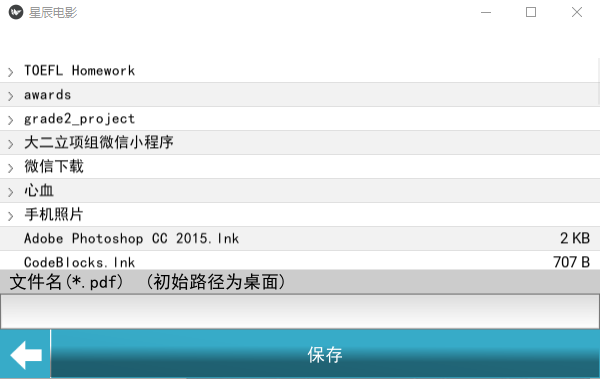 星辰电影
TOEFL Homework
awards
grade2_project
大二立项组微信小程序
微信下载
心血
手机照片
Adobe Photoshop CC 2015.lnk 2 KB
CodeBlocks.lnk 707 B
文件名(*.pdf) (初始路径为桌面)
保存